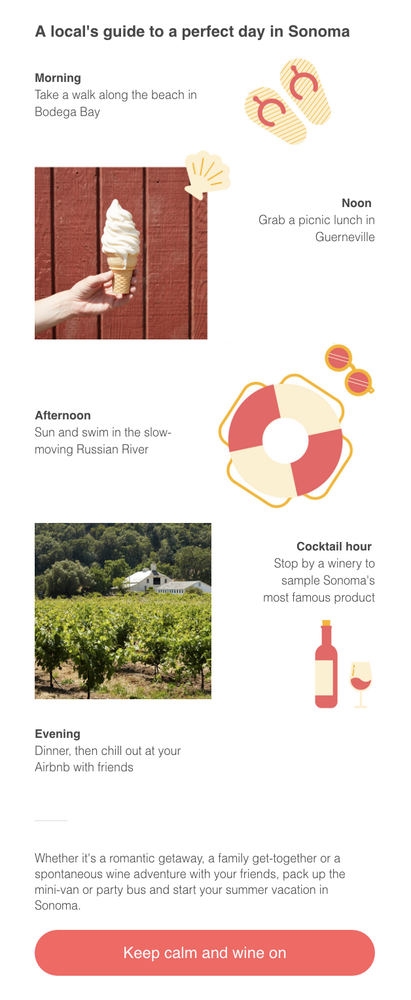 A local's guide to a perfect day in Sonoma
Morning
Take a walk along the beach in
Bodega Bay
Noon
Grab a picnic lunch in
Guerneville
Afternoon
Sun and swim in the slow-
moving Russian River
Cocktail hour
Stop by a winery to
sample Sonoma's
most famous product
Evening
Dinner, then chill out at your
Airbnb with friends
Whether it's a romantic getaway, a family get-together or a
spontaneous wine adventure with your friends, pack up the
mini-van or party bus and start your summer vacation in
Sonoma.
Keep calm and wine on